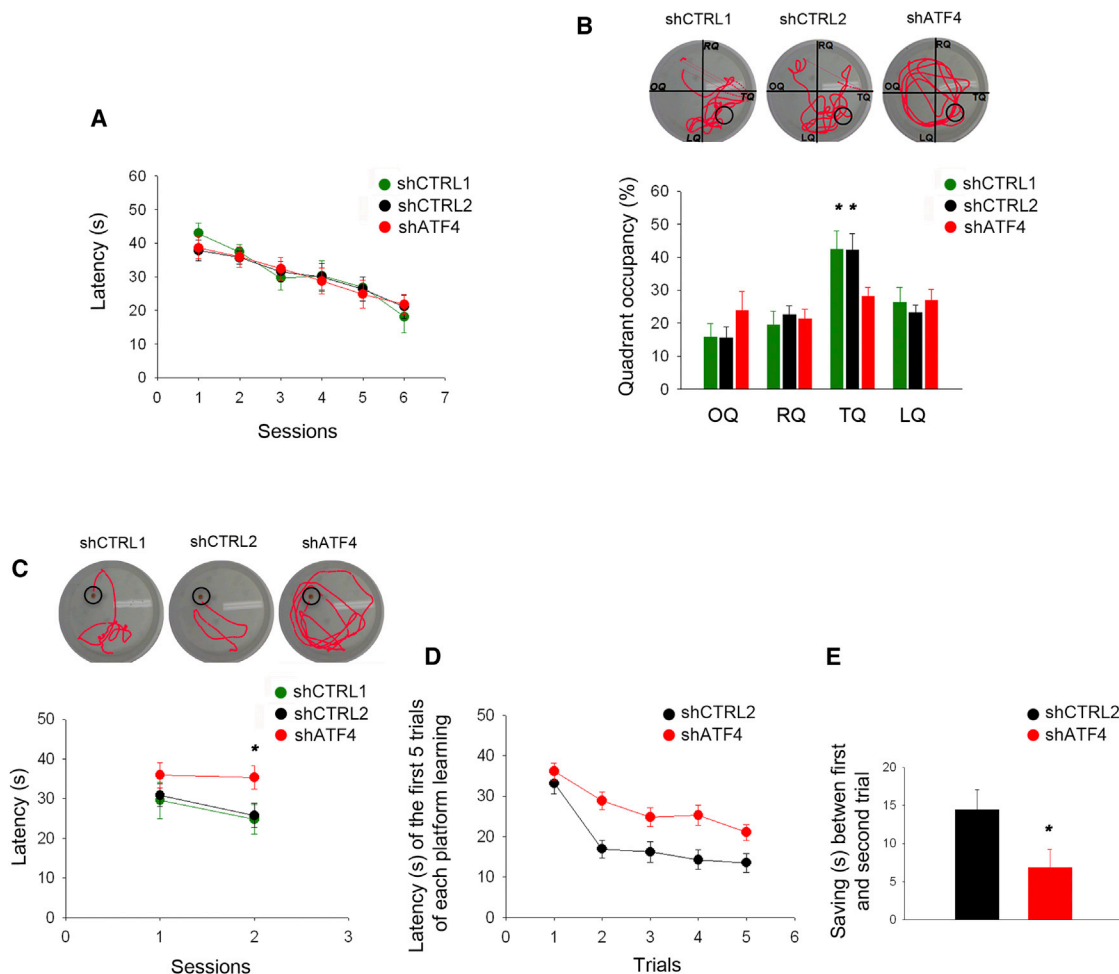 A
60
50
40
30
20
10
0
Latency (s)
shCTRL1
shCTRL2
shATF4
0 1 2 3 4 5 6 7
Sessions
B
shCTRL1 shCTRL2 shATF4
RQ RQ RQ
OQ OQ OQ
TQ TQ TQ
LQ LQ LQ
60
50
40
30
20
10
0
Quadrant occupancy (%)
shCTRL1
shCTRL2
shATF4
* *
OQ RQ TQ LQ
C
shCTRL1 shCTRL2 shATF4
shCTRL1
shCTRL2
shATF4
*
50
40
30
20
10
0
Latency (s)
0 1 2 3
Sessions
D
Latency (s) of the first 5 trials
of each platform learning
50
40
30
20
10
0
shCTRL2
shATF4
0 1 2 3 4 5 6
Trials
E
shCTRL2
shATF4
Saving (s) betwen first
and second trial
20
15
10
5
0
*